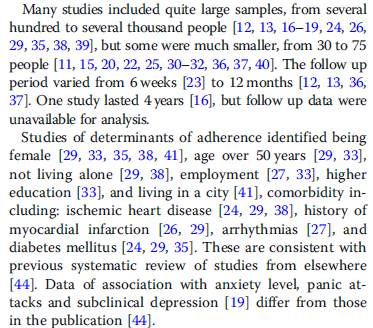 Many studies included quite large samples, from several
hundred to several thousand people [12, 13, 16–19, 24, 26,
29, 35, 38, 39], but some were much smaller, from 30 to 75
people [11, 15, 20, 22, 25, 30–32, 36, 37, 40]. The follow up
period varied from 6 weeks [23] to 12 months [12, 13, 36,
37]. One study lasted 4 years [16], but follow up data were
unavailable for analysis.
Studies of determinants of adherence identified being
female [29, 33, 35, 38, 41], age over 50 years [29, 33],
not living alone [29, 38], employment [27, 33], higher
education [33], and living in a city [41], comorbidity in-
cluding: ischemic heart disease [24, 29, 38], history of
myocardial infarction [26, 29], arrhythmias [27], and
diabetes mellitus [24, 29, 35]. These are consistent with
previous systematic review of studies from elsewhere
[44]. Data of association with anxiety level, panic at-
tacks and subclinical depression [19] differ from those
in the publication [44].